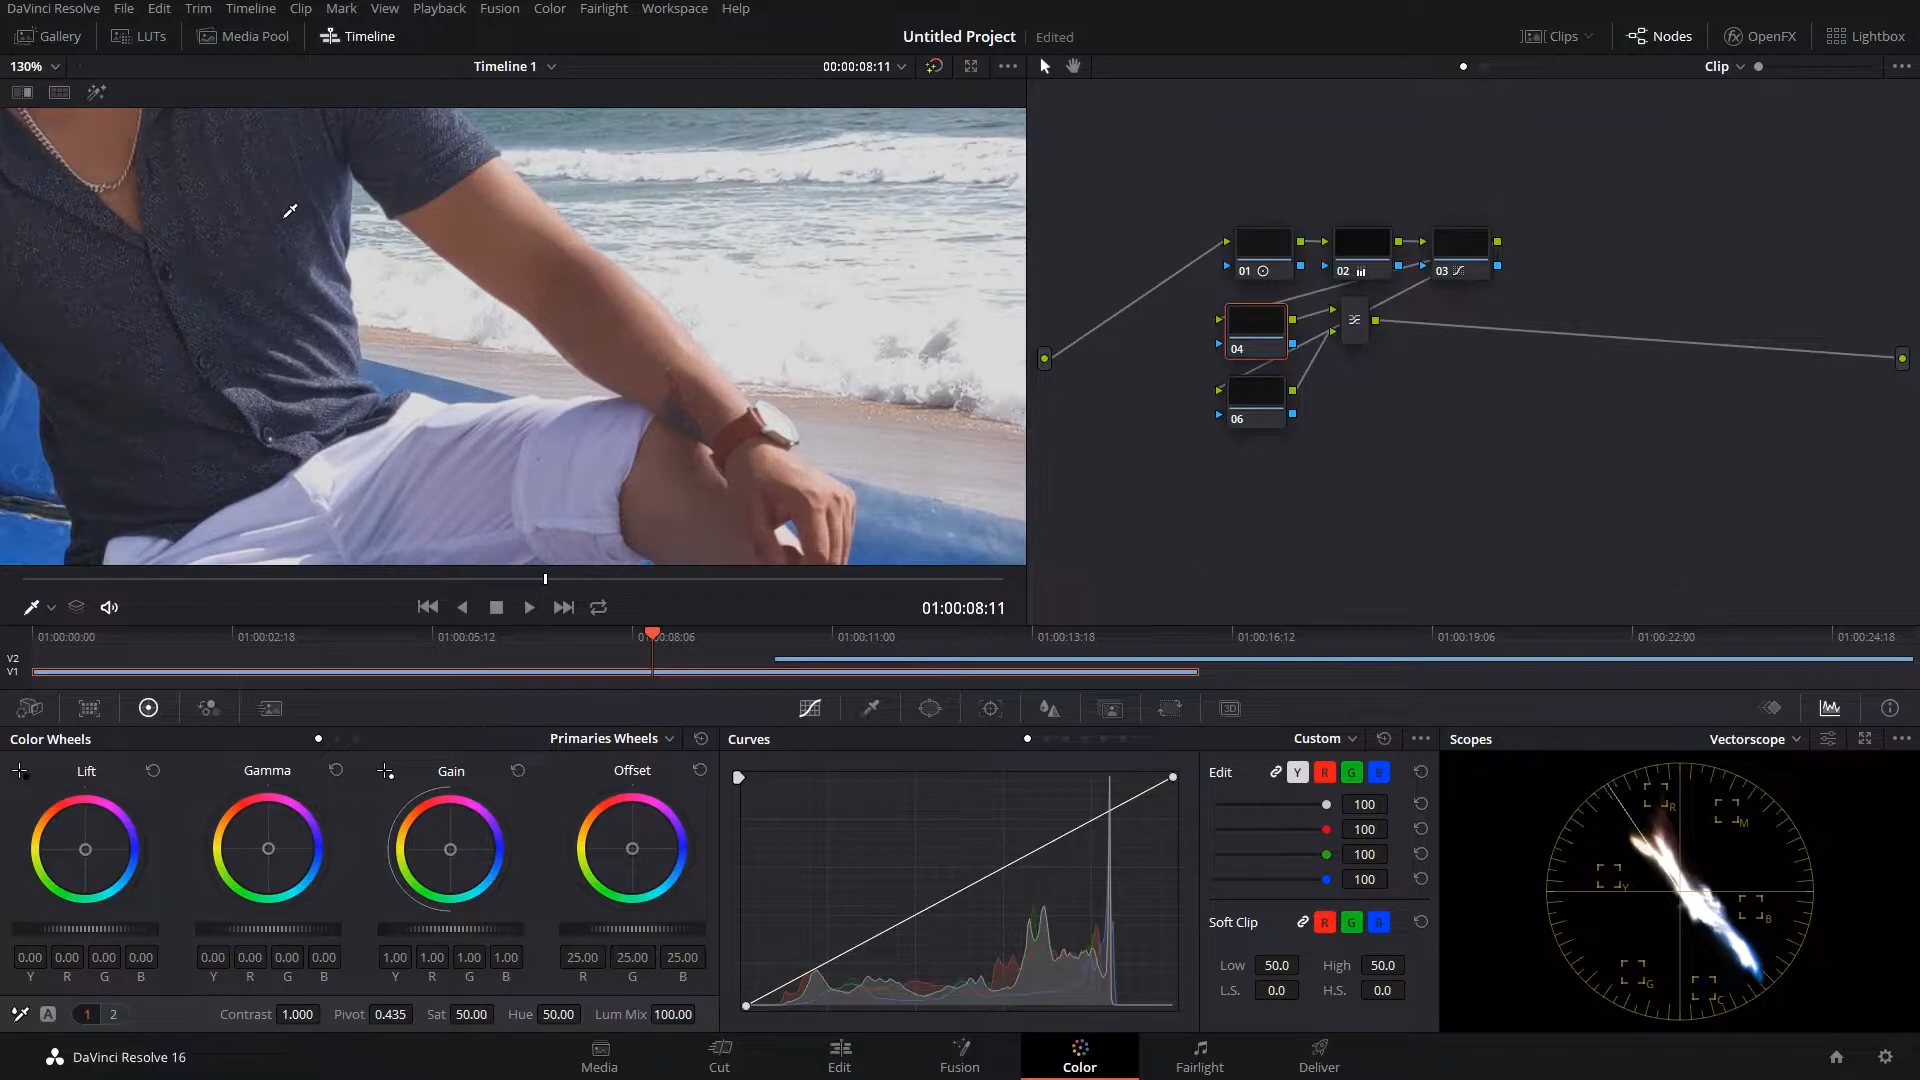 DaVinci Resolve File Edit Trim Timeline Clip Mark View Playback Fusion Color Fairlight Workspace Help
Gallery LUTs Media Pool Timeline Untitled Project Edited Clips Nodes OpenFX Lightbox
130% Timeline 1 00:00:08:11 Clip
01 02 03
04
06
01:00:08:11
01:00:00:00 01:00:02:18 01:00:05:12 01:00:08:06 01:00:11:00 01:00:13:18 01:00:16:12 01:00:19:06 01:00:22:00 01:00:24:18
V2
V1
3D
Color Wheels Primaries Wheels Curves Custom Scopes Vectorscope
Lift Gamma Gain Offset Edit Y R G B
100
100
100
100
Soft Clip R G B
Low 50.0 High 50.0
L.S. 0.0 H.S. 0.0
R M Y B G C
0.00 0.00 0.00 0.00 0.00 0.00 0.00 0.00 1.00 1.00 1.00 1.00 25.00 25.00 25.00
Y R G B Y R G B Y R G B R G B
A 1 2 Contrast 1.000 Pivot 0.435 Sat 50.00 Hue 50.00 Lum Mix 100.00
DaVinci Resolve 16 Media Cut Edit Fusion Color Fairlight Deliver